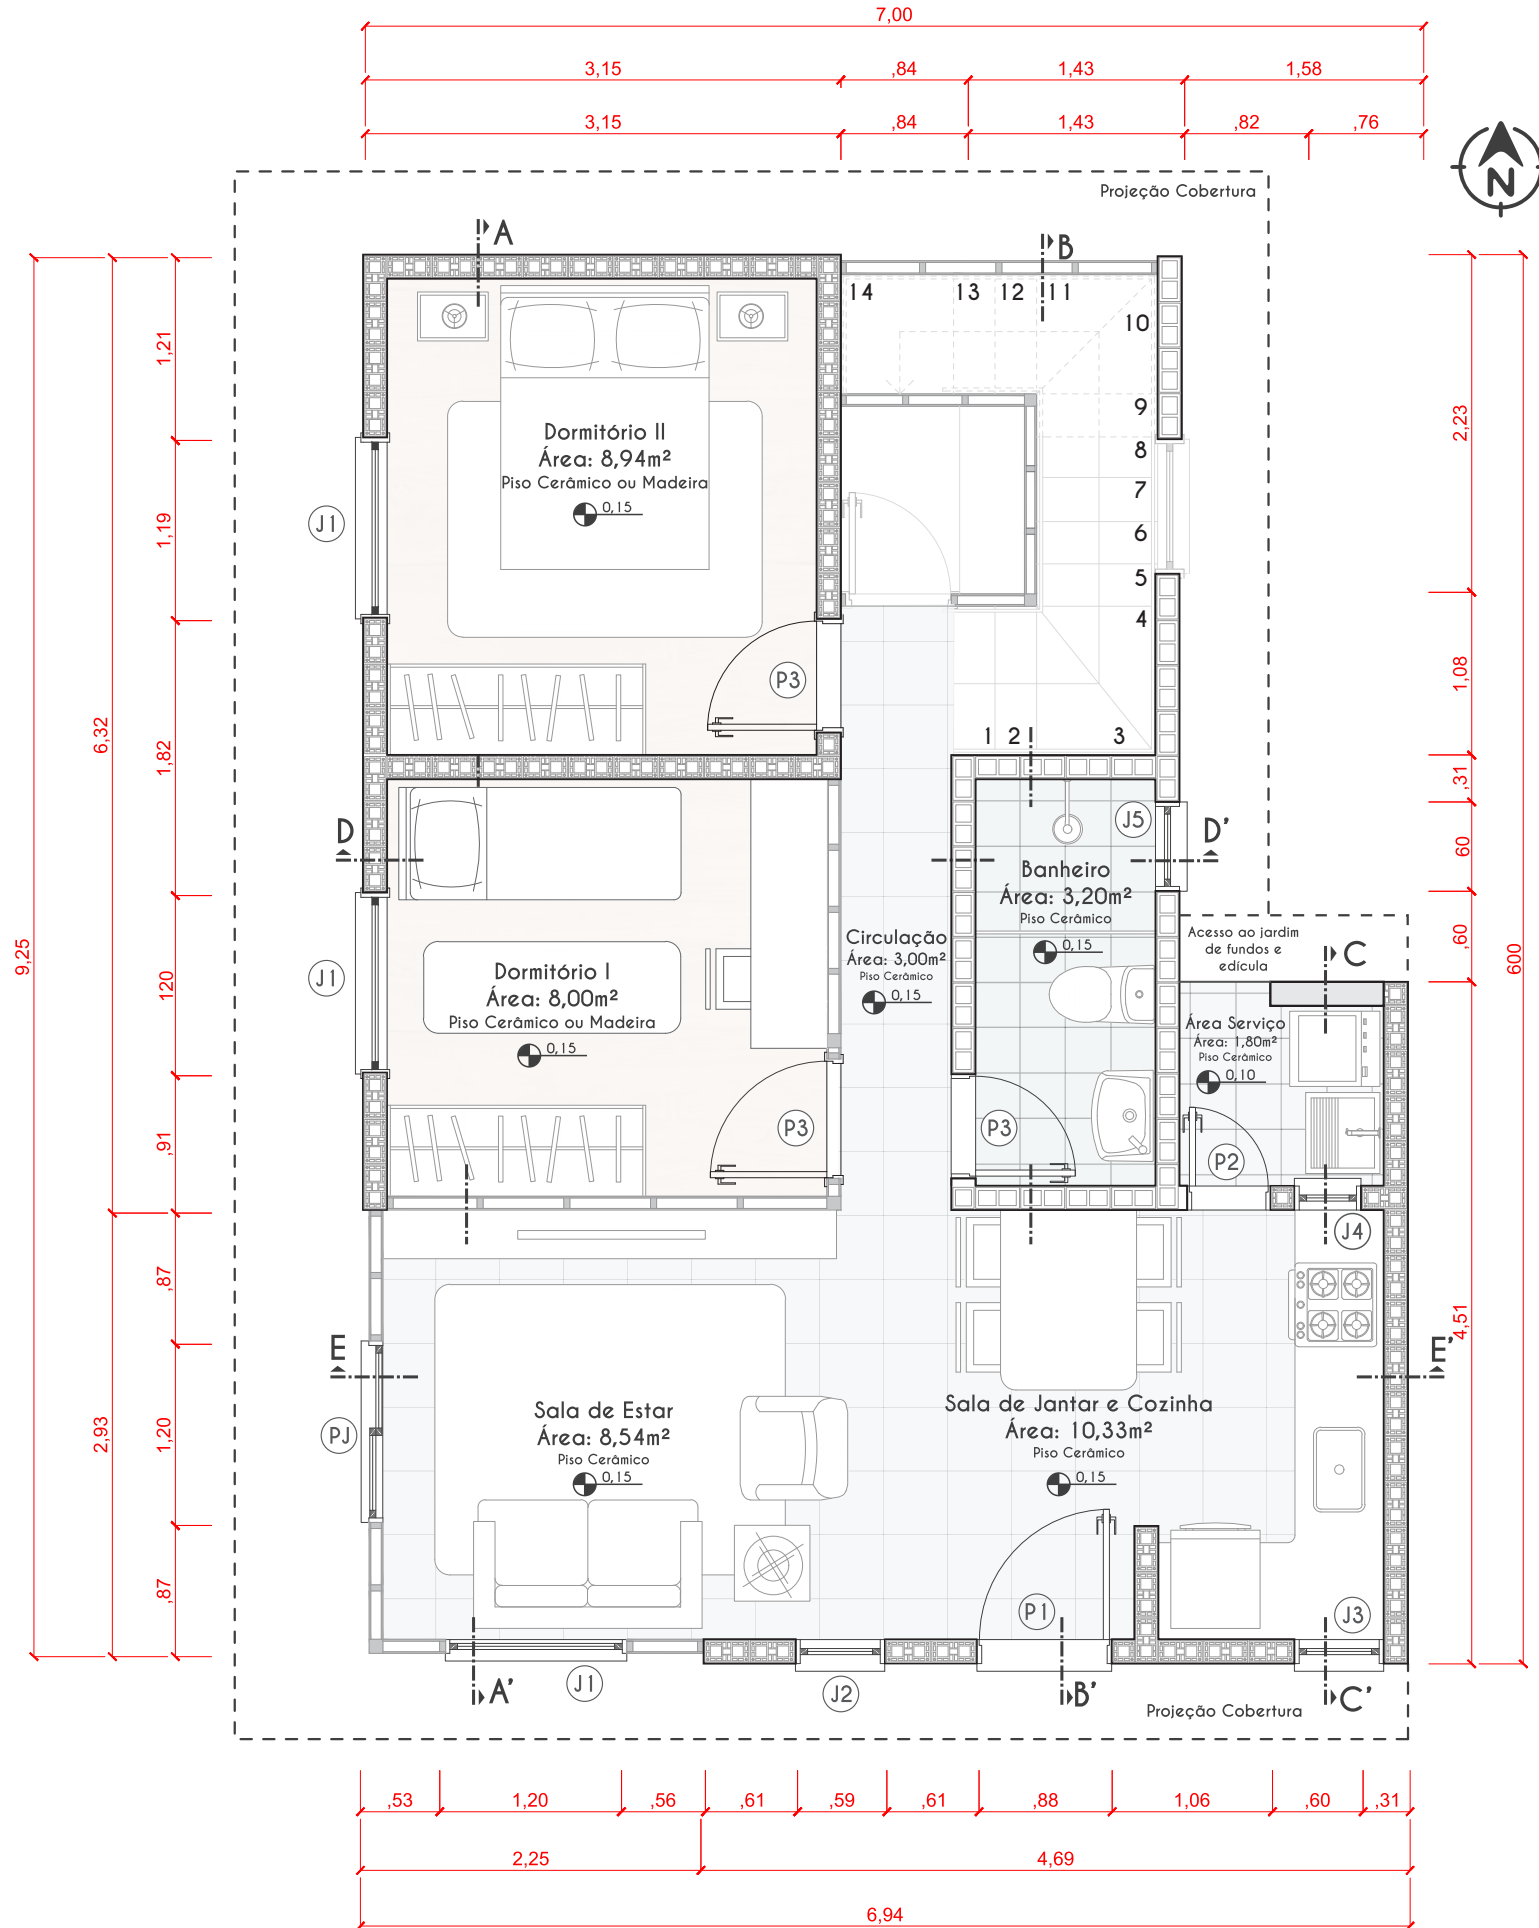 7,00
3,15
,84
1,43
1,58
3,15
,84
1,43
,82
,76
N
Projeção Cobertura
A
B
14
13
12
11
10
9
8
7
6
5
4
1
2
3
Dormitório II
Área: 8,94m²
Piso Cerâmico ou Madeira
0,15
J1
P3
D
J5
D'
Banheiro
Área: 3,20m²
Piso Cerâmico
0,15
Circulação
Área: 3,00m²
Piso Cerâmico
0,15
Acesso ao jardim
de fundos e
edícula
C
Dormitório I
Área: 8,00m²
Piso Cerâmico ou Madeira
0,15
J1
Área Serviço
Área: 1,80m²
Piso Cerâmico
0,10
P3
P3
P2
J4
E
E'
Sala de Estar
Área: 8,54m²
Piso Cerâmico
0,15
PJ
Sala de Jantar e Cozinha
Área: 10,33m²
Piso Cerâmico
0,15
P1
J3
A'
J1
J2
B'
C'
Projeção Cobertura
9,25
6,32
2,93
1,21
1,19
1,82
120
,91
,87
1,20
,87
2,23
1,08
,31
60
,60
4,51
600
,53
1,20
,56
,61
,59
,61
,88
1,06
,60
,31
2,25
4,69
6,94